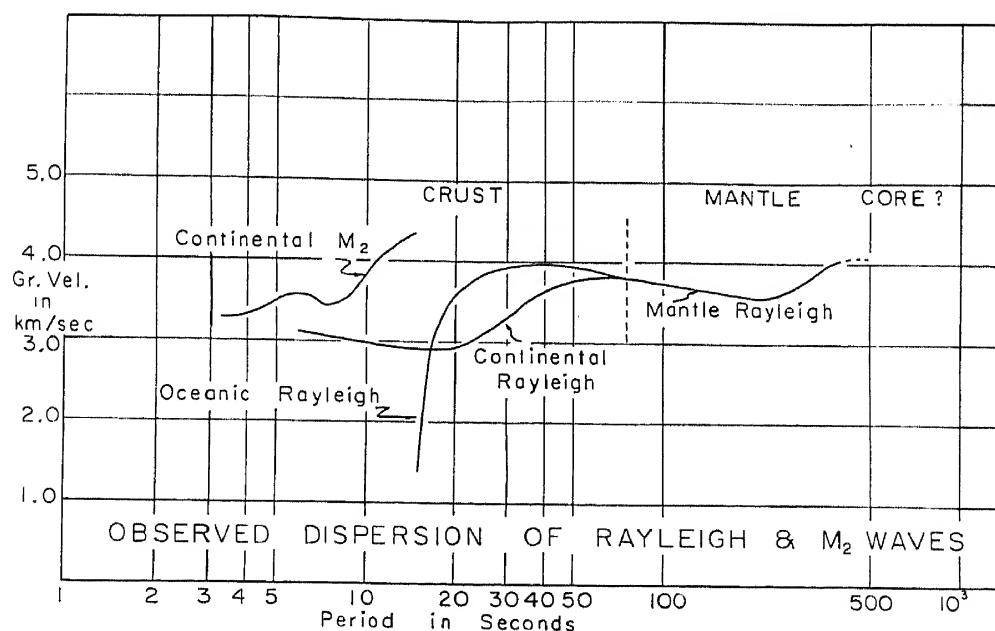 5.0
CRUST
MANTLE
CORE?
Continental M₂
4.0
Gr. Vel.
in
km/sec
Mantle Rayleigh
3.0
Continental
Rayleigh
Oceanic Rayleigh
2.0
1.0
OBSERVED DISPERSION OF RAYLEIGH & M₂ WAVES
1 2 3 4 5 10 20 30 40 50 100 500 10³
Period in Seconds